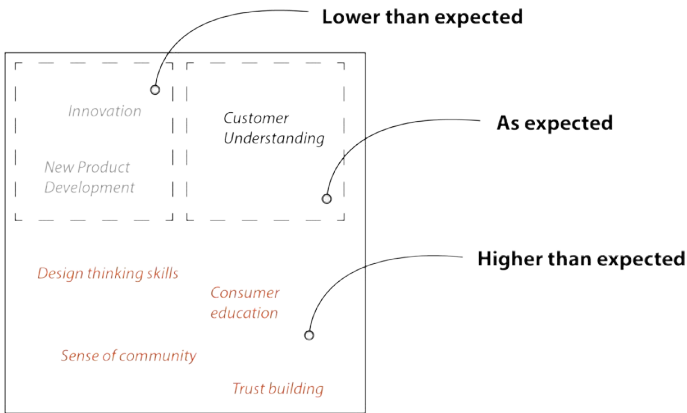 Lower than expected
Innovation
Customer
Understanding
As expected
New Product
Development
Higher than expected
Design thinking skills
Consumer
education
Sense of community
Trust building